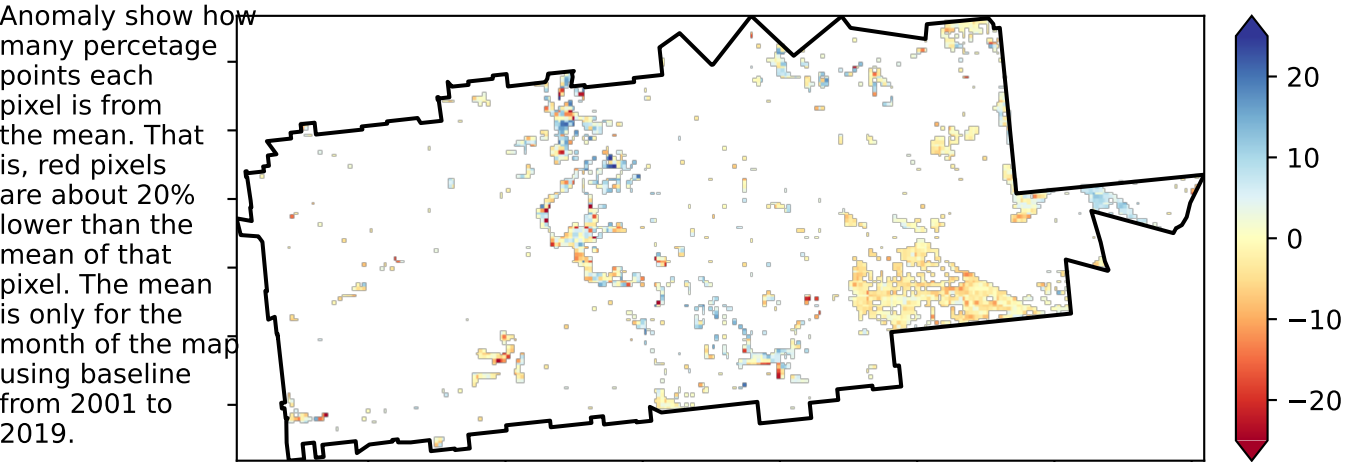 Anomaly show how
many percetage
points each
pixel is from
the mean. That
is, red pixels
are about 20%
lower than the
mean of that
pixel. The mean
is only for the
month of the map
using baseline
from 2001 to
2019.
20
10
0
−10
−20